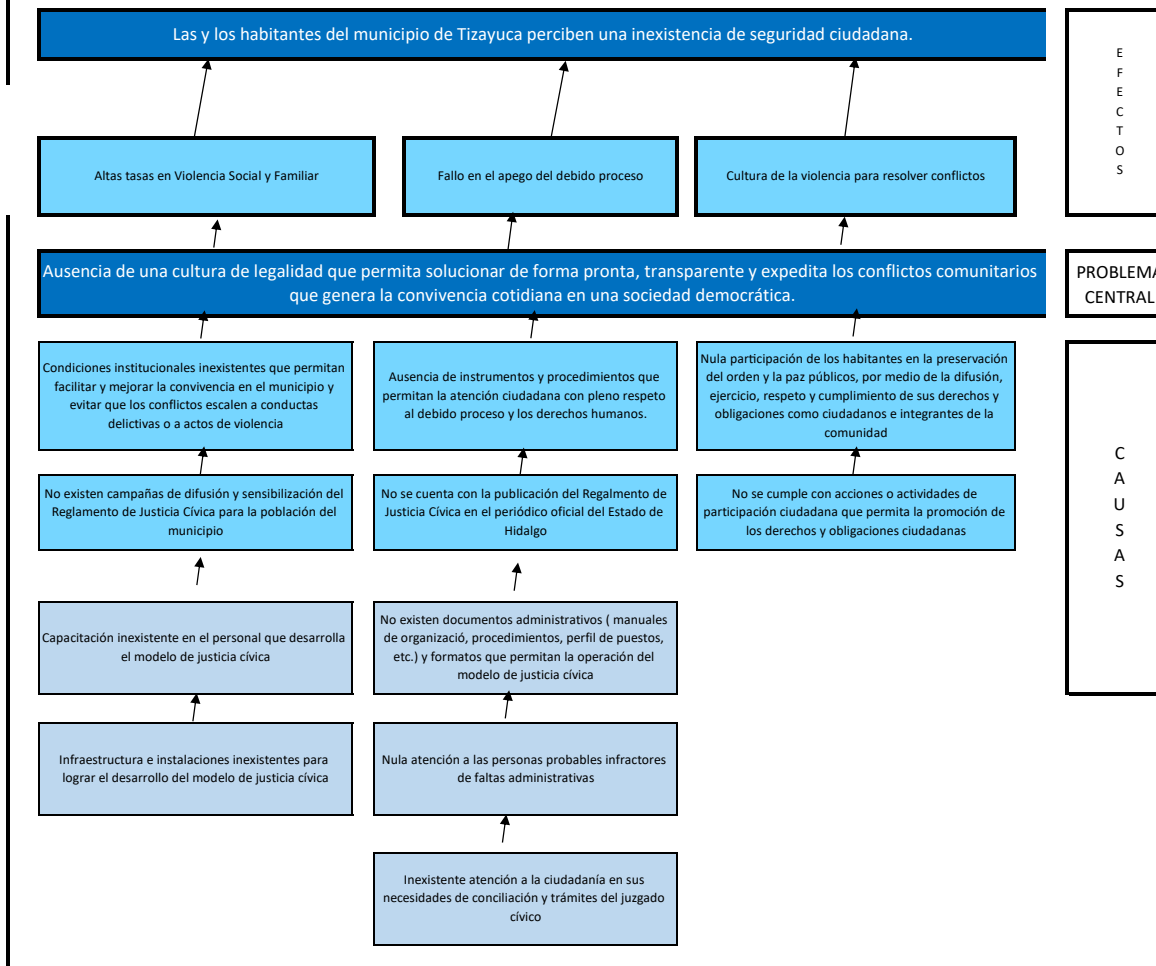 Las y los habitantes del municipio de Tizayuca perciben una inexistencia de seguridad ciudadana.
E
F
E
C
T
O
S
Altas tasas en Violencia Social y Familiar
Fallo en el apego del debido proceso
Cultura de la violencia para resolver conflictos
Ausencia de una cultura de legalidad que permita solucionar de forma pronta, transparente y expedita los conflictos comunitarios
que genera la convivencia cotidiana en una sociedad democrática.
PROBLEMA
CENTRAL
Condiciones institucionales inexistentes que permitan
facilitar y mejorar la convivencia en el municipio y
evitar que los conflictos escalen a conductas
delictivas o a actos de violencia
Ausencia de instrumentos y procedimientos que
permitan la atención ciudadana con pleno respeto
al debido proceso y los derechos humanos.
Nula participación de los habitantes en la preservación
del orden y la paz públicos, por medio de la difusión,
ejercicio, respeto y cumplimiento de sus derechos y
obligaciones como ciudadanos e integrantes de la
comunidad
C
A
U
S
A
S
No existen campañas de difusión y sensibilización del
Reglamento de Justicia Cívica para la población del
municipio
No se cuenta con la publicación del Regalmento de
Justicia Cívica en el periódico oficial del Estado de
Hidalgo
No se cumple con acciones o actividades de
participación ciudadana que permita la promoción de
los derechos y obligaciones ciudadanas
Capacitación inexistente en el personal que desarrolla
el modelo de justicia cívica
No existen documentos administrativos ( manuales
de organizació, procedimientos, perfil de puestos,
etc.) y formatos que permitan la operación del
modelo de justicia cívica
Infraestructura e instalaciones inexistentes para
lograr el desarrollo del modelo de justicia cívica
Nula atención a las personas probables infractores
de faltas administrativas
Inexistente atención a la ciudadanía en sus
necesidades de conciliación y trámites del juzgado
cívico